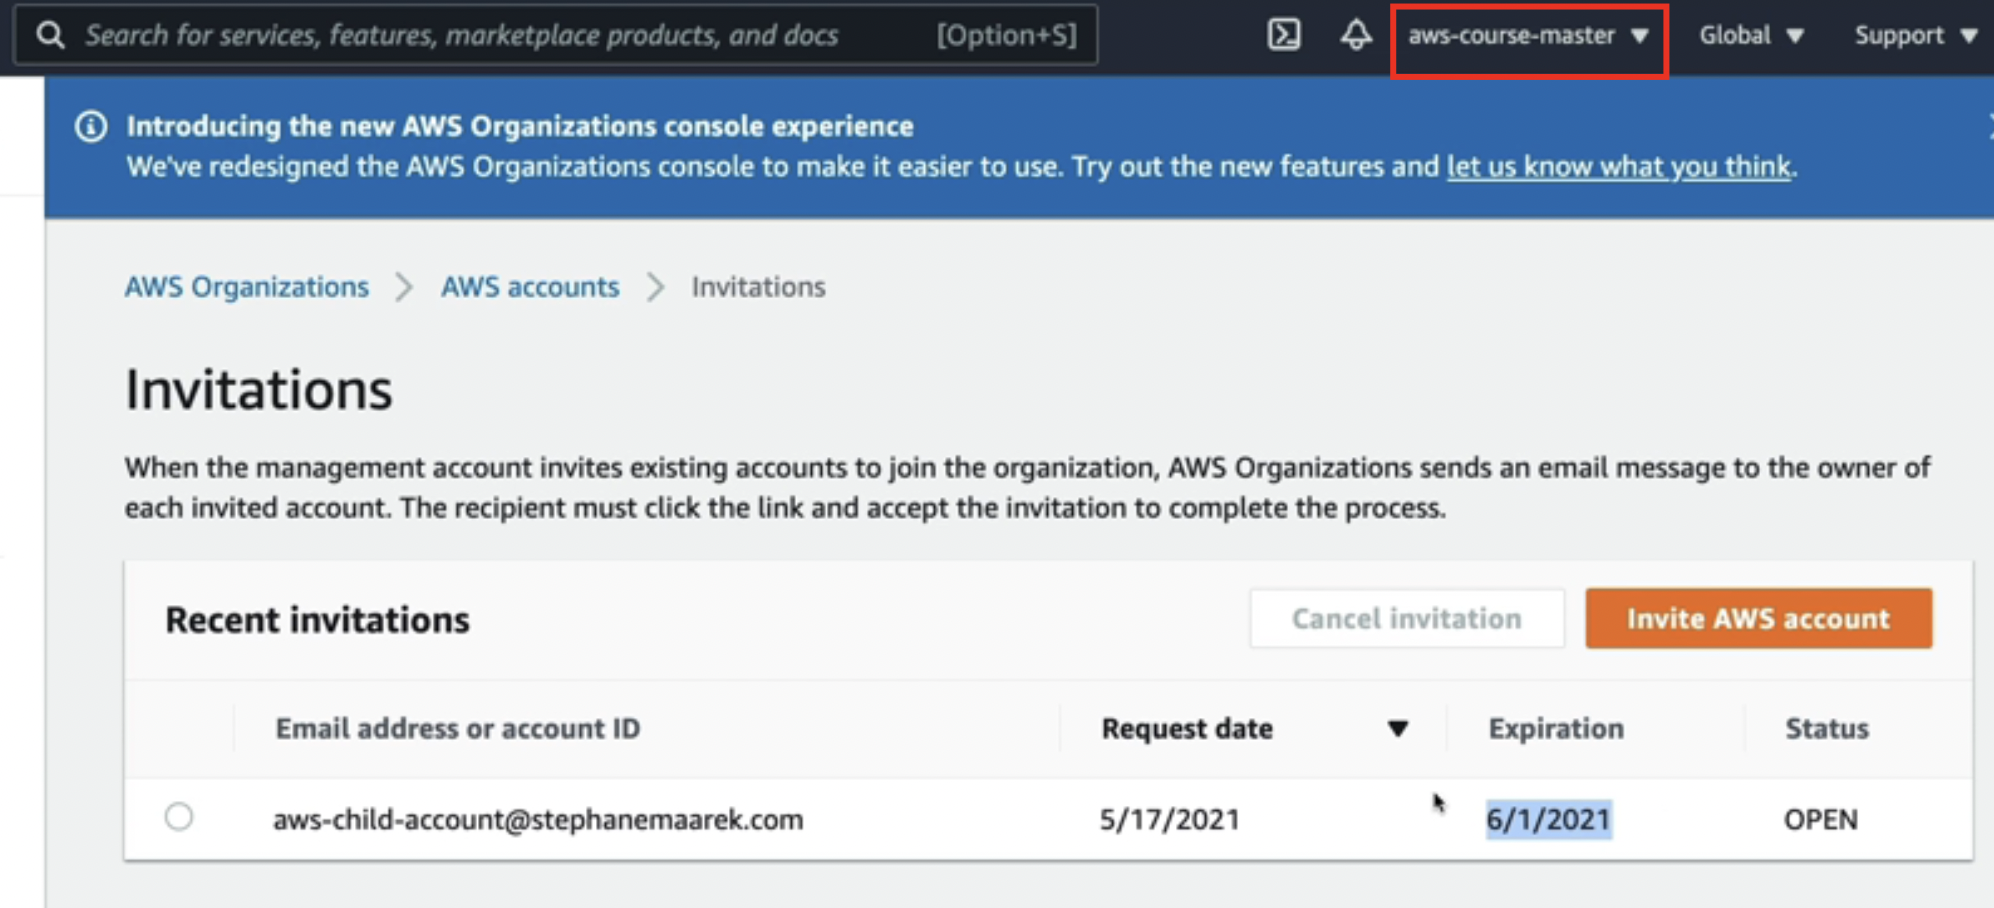 Search for services, features, marketplace products, and docs [Option+S] aws-course-master Global Support
Introducing the new AWS Organizations console experience
We've redesigned the AWS Organizations console to make it easier to use. Try out the new features and let us know what you think.
AWS Organizations AWS accounts Invitations
Invitations
When the management account invites existing accounts to join the organization, AWS Organizations sends an email message to the owner of
each invited account. The recipient must click the link and accept the invitation to complete the process.
Recent invitations Cancel invitation Invite AWS account
Email address or account ID Request date Expiration Status
aws-child-account@stephanemaarek.com 5/17/2021 6/1/2021 OPEN